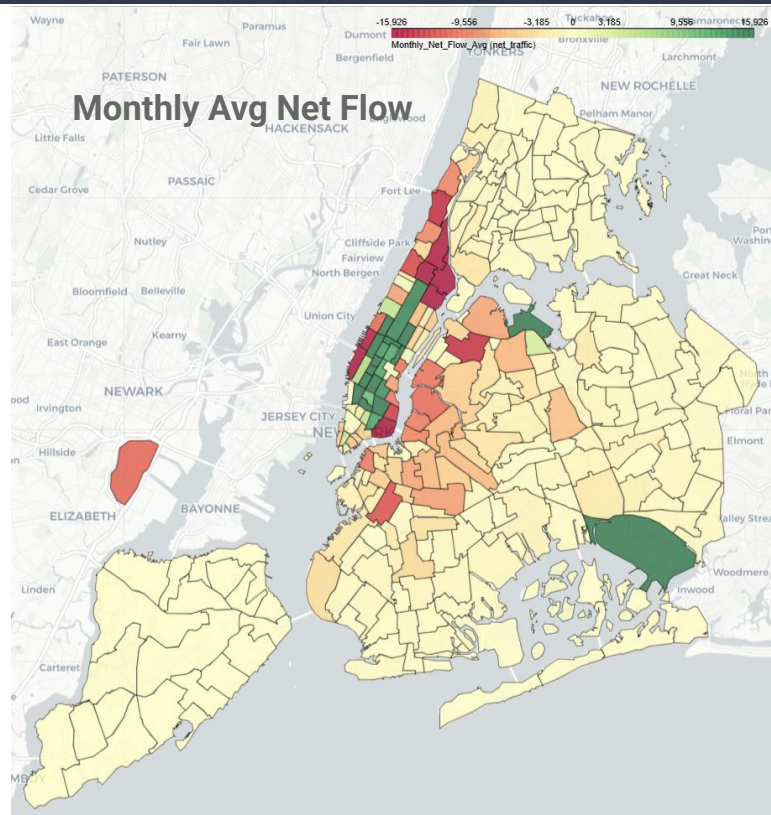 -15,926 -9,556 -3,185 0 3,185 9,556 15,926
Monthly_Net_Flow_Avg (net_traffic)
Monthly Avg Net Flow
Wayne
Paramus
Fair Lawn
Dumont
Bergenfield
Bronxville
YONKERS
Larchmont
PATERSON
NEW ROCHELLE
Pelham Manor
Englewood
HACKENSACK
Little Falls
PASSAIC
Cedar Grove
Fort Lee
Nutley
Cliffside Park
Fairview
North Bergen
Great Neck
Bloomfield
Belleville
Union City
Kearny
East Orange
NEWARK
Irvington
JERSEY CITY
Elmont
Hillside
ELIZABETH
BAYONNE
Woodmere
Inwood
Linden
Carteret